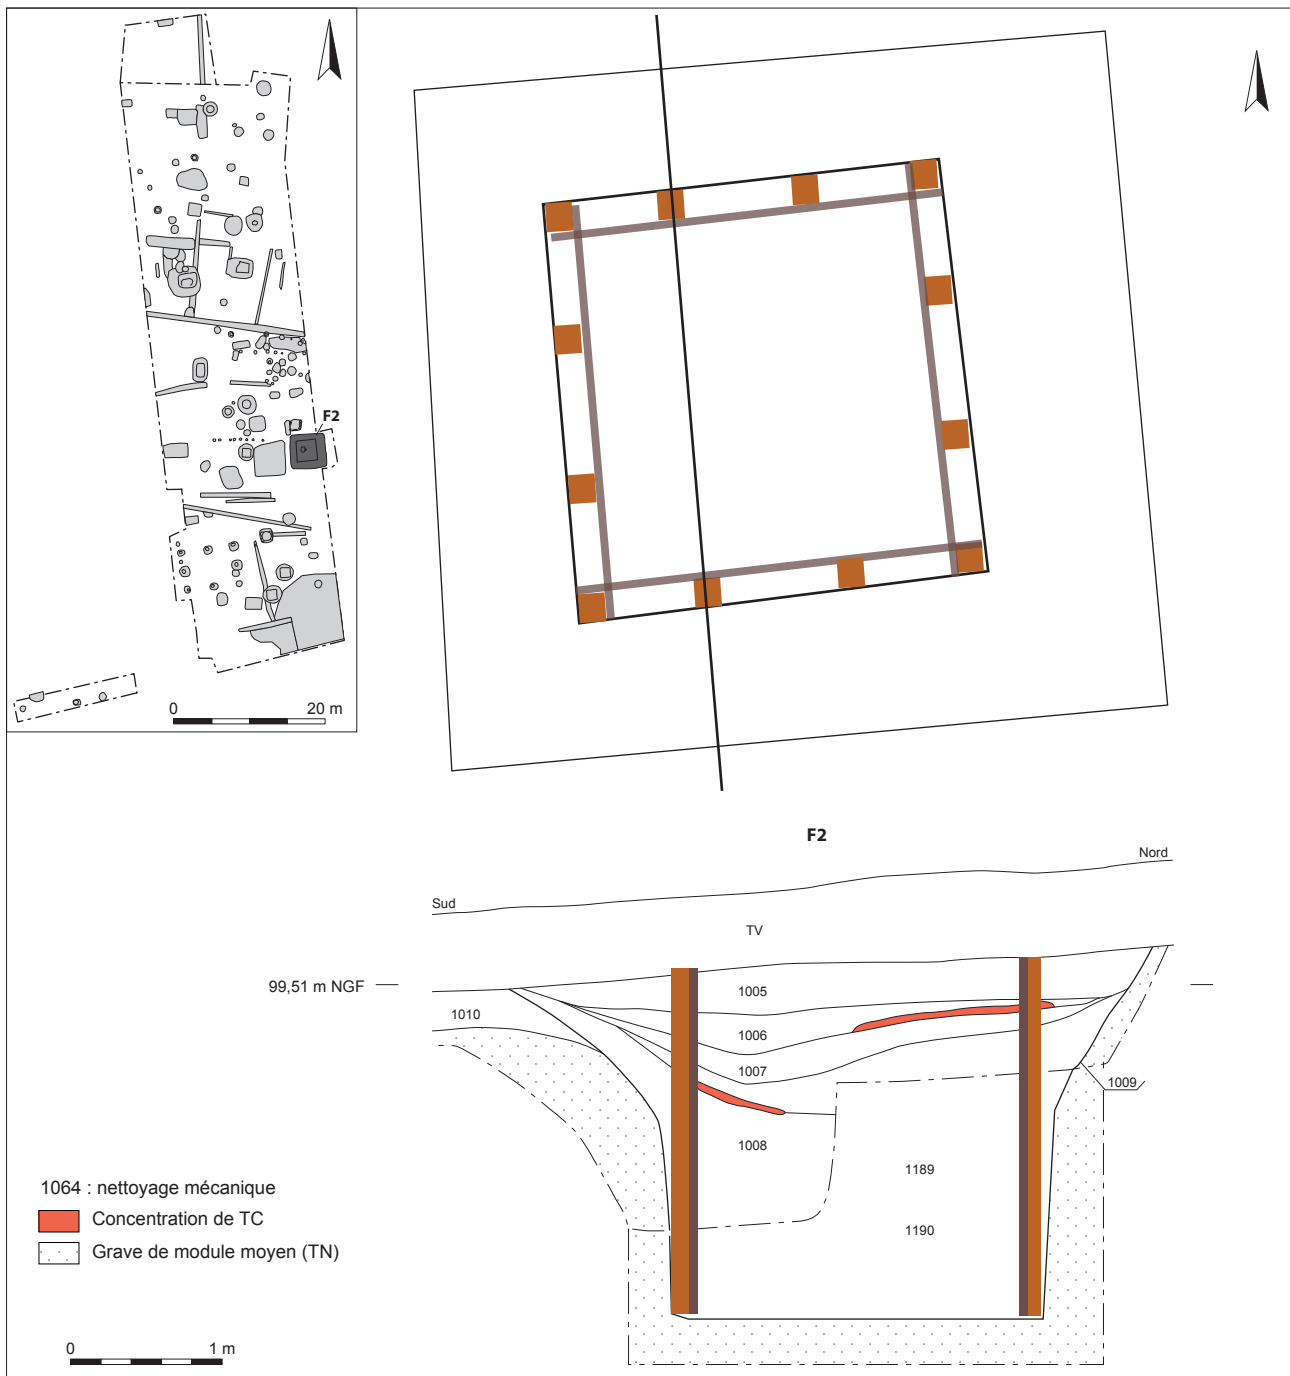 F2
0 20 m
F2
Nord
Sud
TV
99,51 m NGF
1005
1010
1006
1007
1009
1008
1189
1190
1064 : nettoyage mécanique
Concentration de TC
Grave de module moyen (TN)
0 1 m